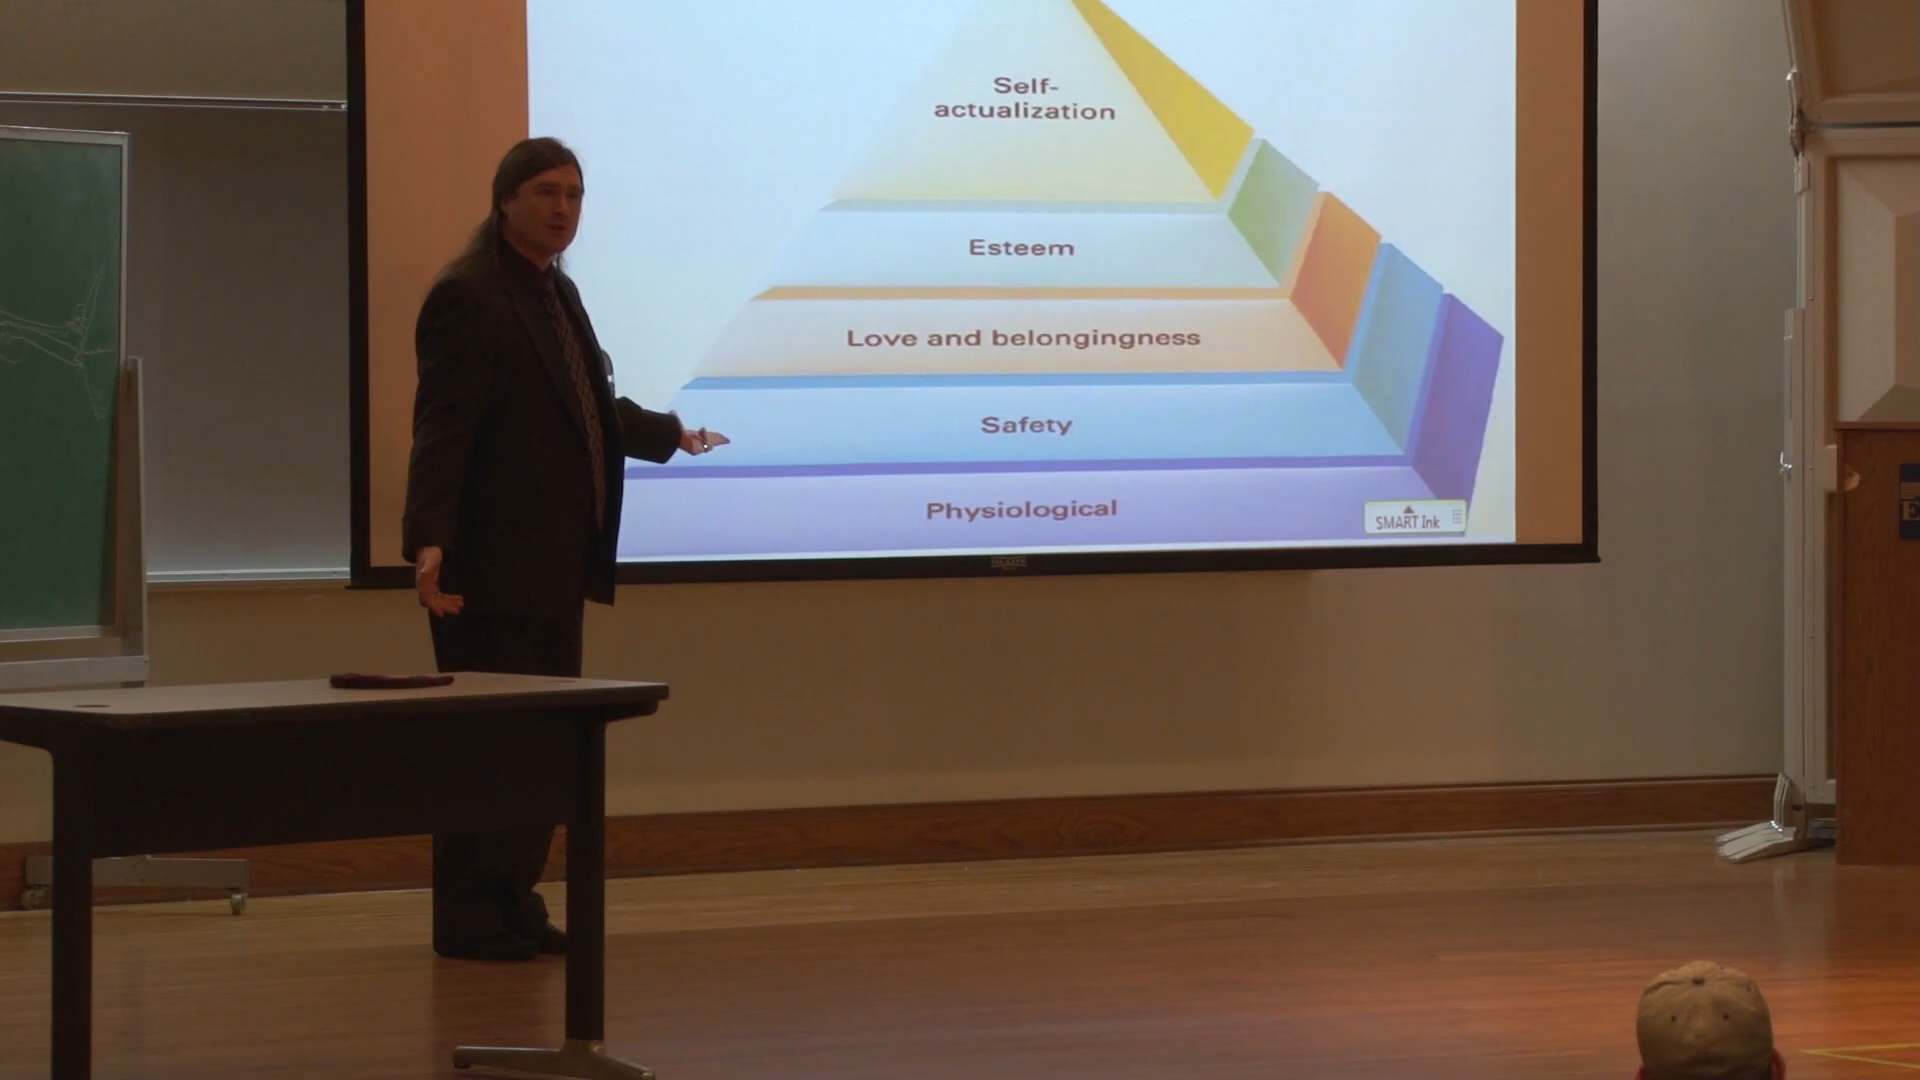 Self-
actualization
Esteem
Love and belongingness
Safety
Physiological
SMART Ink